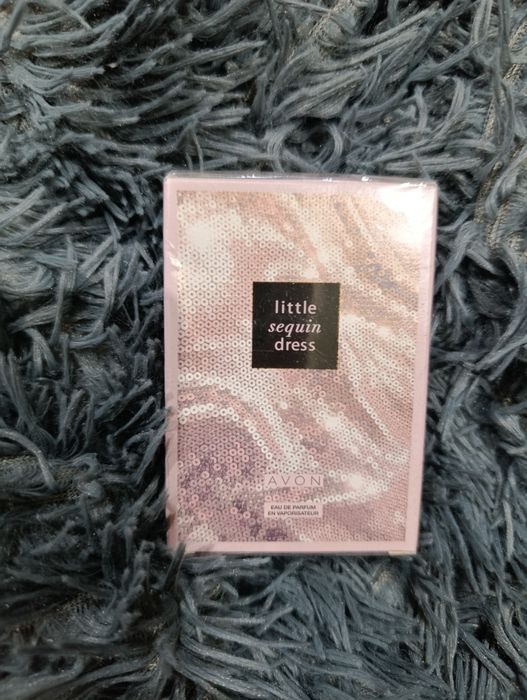 little
sequin
dress
AVON
EAU DE PARFUM
EN VAPORISATEUR